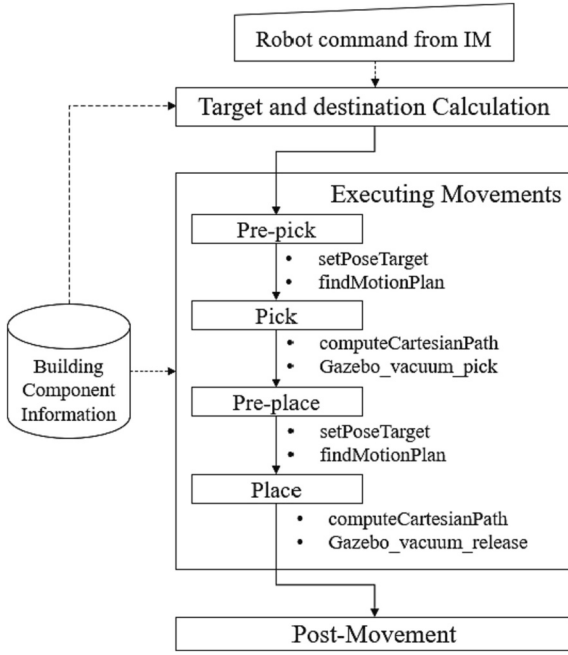 Robot command from IM
Target and destination Calculation
Executing Movements
Pre-pick
• setPoseTarget
• findMotionPlan
Pick
• computeCartesianPath
• Gazebo_vacuum_pick
Building
Component
Information
Pre-place
• setPoseTarget
• findMotionPlan
Place
• computeCartesianPath
• Gazebo_vacuum_release
Post-Movement